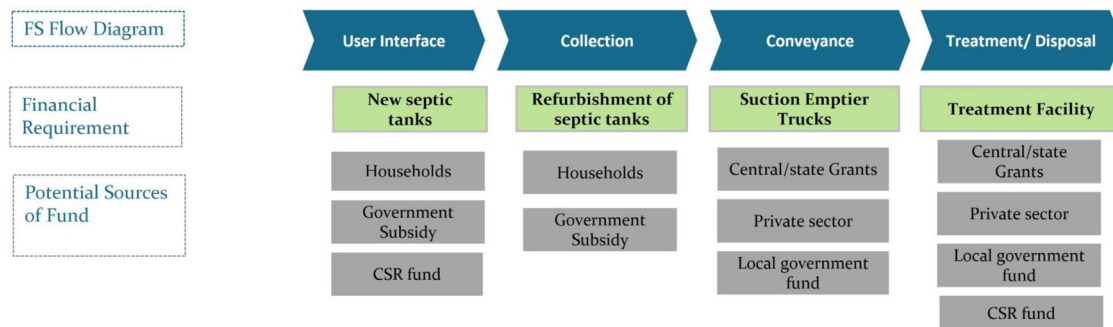 FS Flow Diagram
User Interface
Collection
Conveyance
Treatment/ Disposal
Financial
Requirement
New septic
tanks
Refurbishment of
septic tanks
Suction Emptier
Trucks
Treatment Facility
Potential Sources
of Fund
Households
Government
Subsidy
CSR fund
Households
Government
Subsidy
Central/state Grants
Private sector
Local government
fund
Central/state
Grants
Private sector
Local government
fund
CSR fund